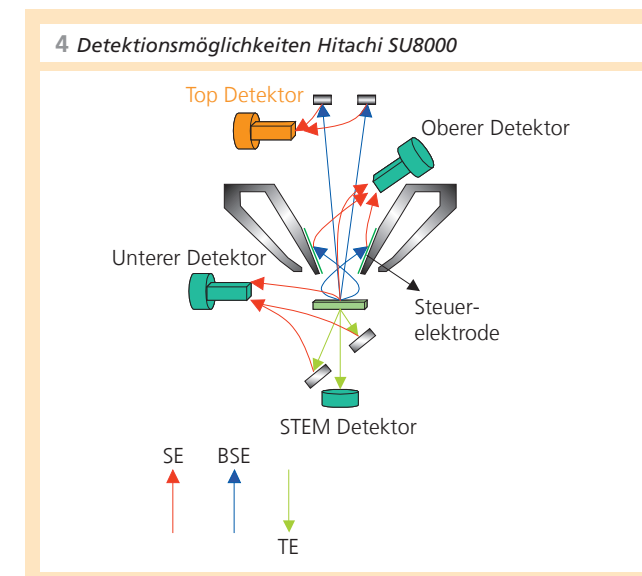 4 Detektionsmöglichkeiten Hitachi SU8000
Top Detektor
Oberer Detektor
Unterer Detektor
Steuer-
elektrode
STEM Detektor
SE BSE
TE